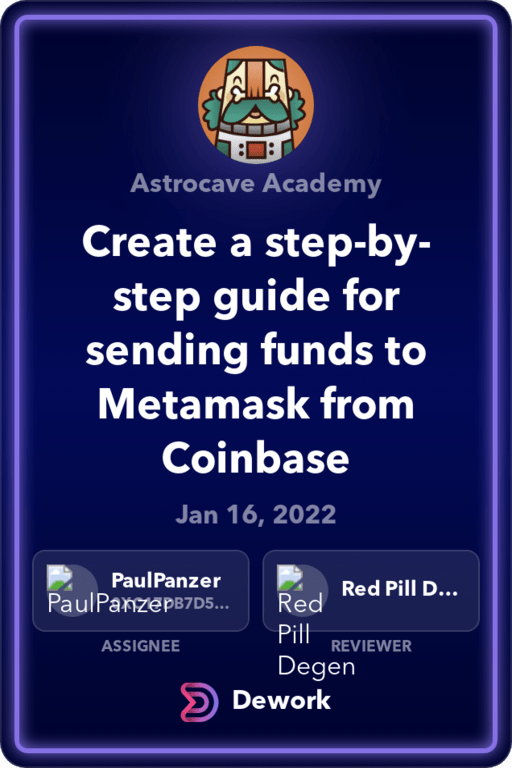 Astrocave Academy
Create a step-by-
step guide for
sending funds to
Metamask from
Coinbase
Jan 16, 2022
PaulPanzer
PaulPanzer
ASSIGNEE
Red Pill D...
Red
Pill
Degen
REVIEWER
Dework